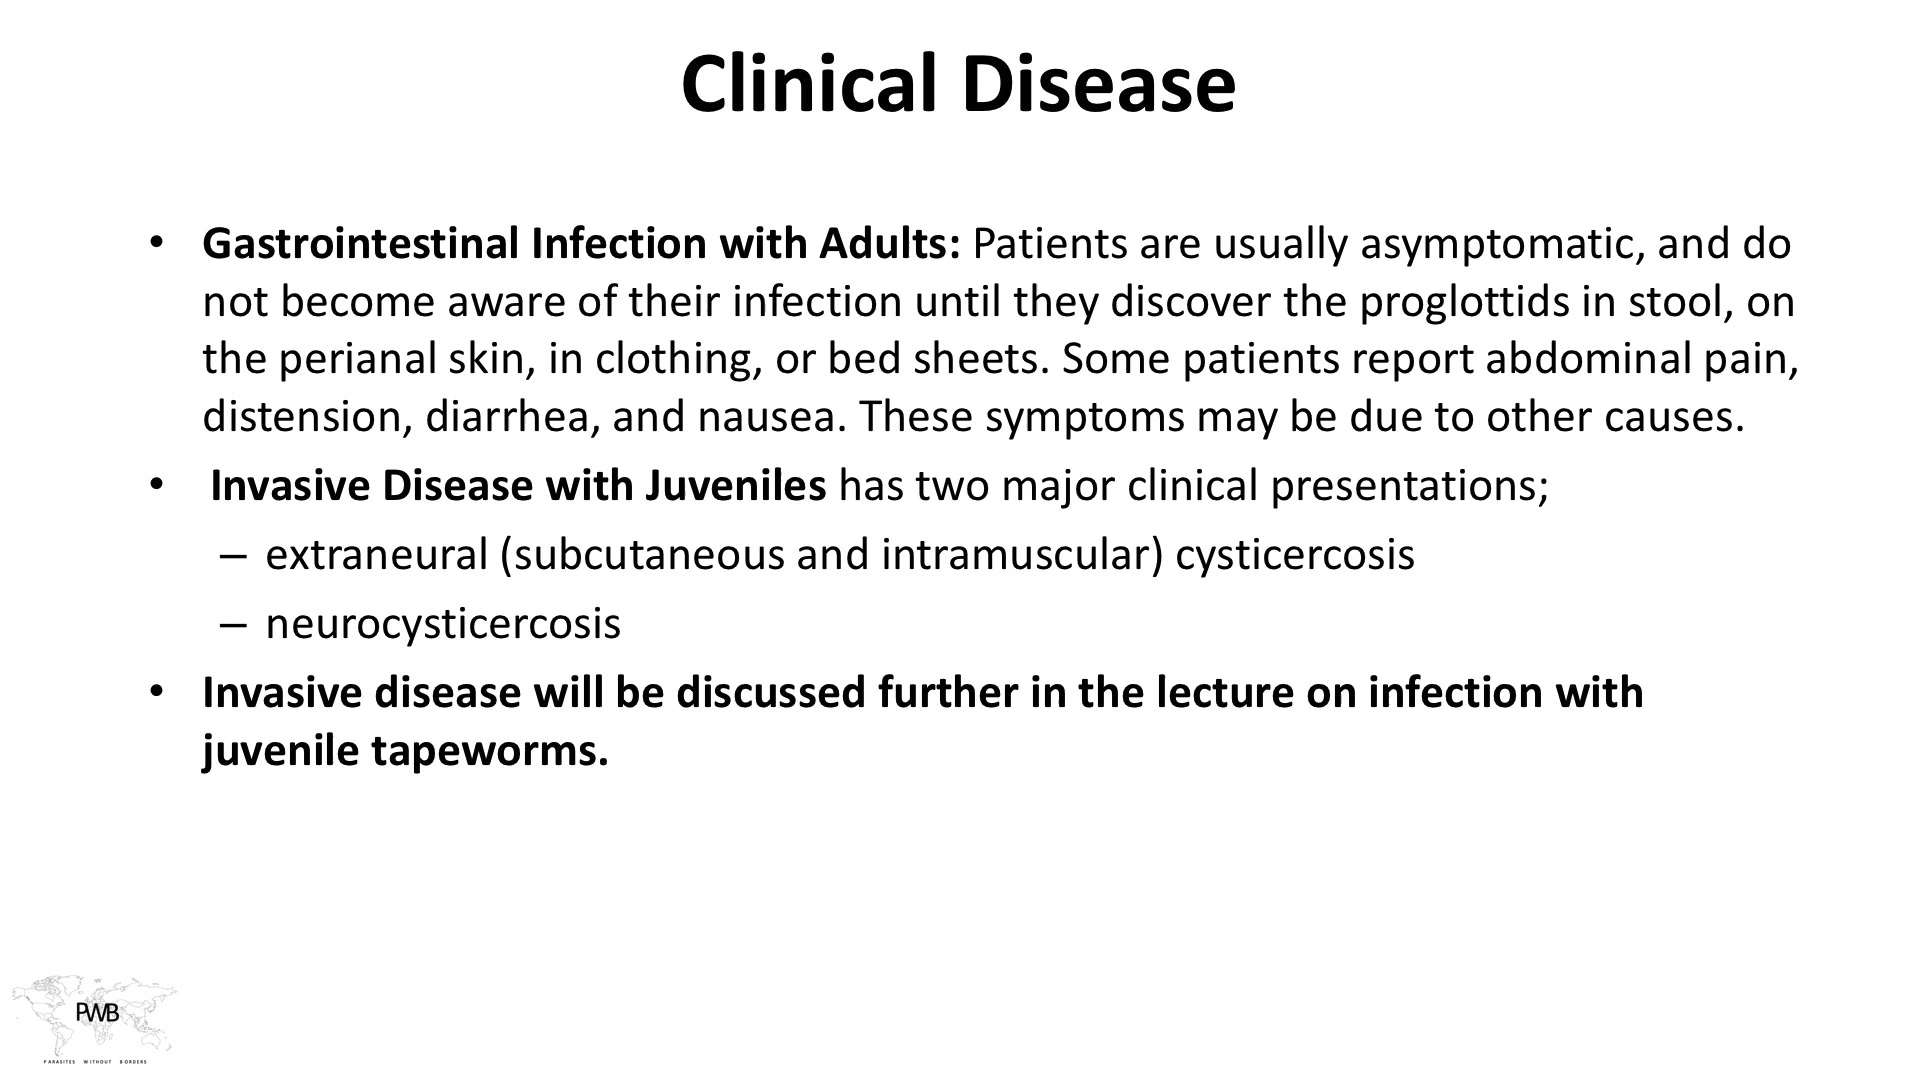 Clinical Disease
• Gastrointestinal Infection with Adults: Patients are usually asymptomatic, and do
not become aware of their infection until they discover the proglottids in stool, on
the perianal skin, in clothing, or bed sheets. Some patients report abdominal pain,
distension, diarrhea, and nausea. These symptoms may be due to other causes.
• Invasive Disease with Juveniles has two major clinical presentations;
– extraneural (subcutaneous and intramuscular) cysticercosis
– neurocysticercosis
• Invasive disease will be discussed further in the lecture on infection with
juvenile tapeworms.
PWB
PARASITES WITHOUT BORDERS